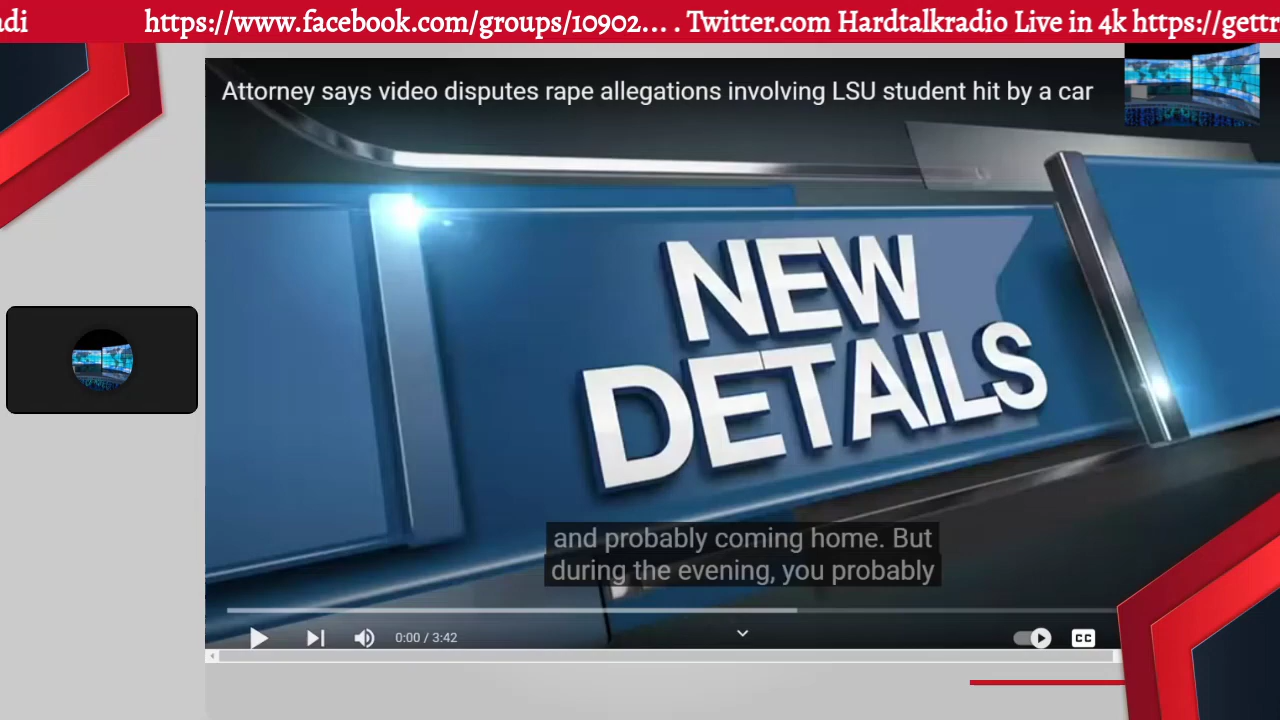 adi https://www.facebook.com/groups/10902... . Twitter.com Hardtalkradio Live in 4k https://gettr
Attorney says video disputes rape allegations involving LSU student hit by a car
NEW
DETAILS
and probably coming home. But
during the evening, you probably
0:00 / 3:42
CC